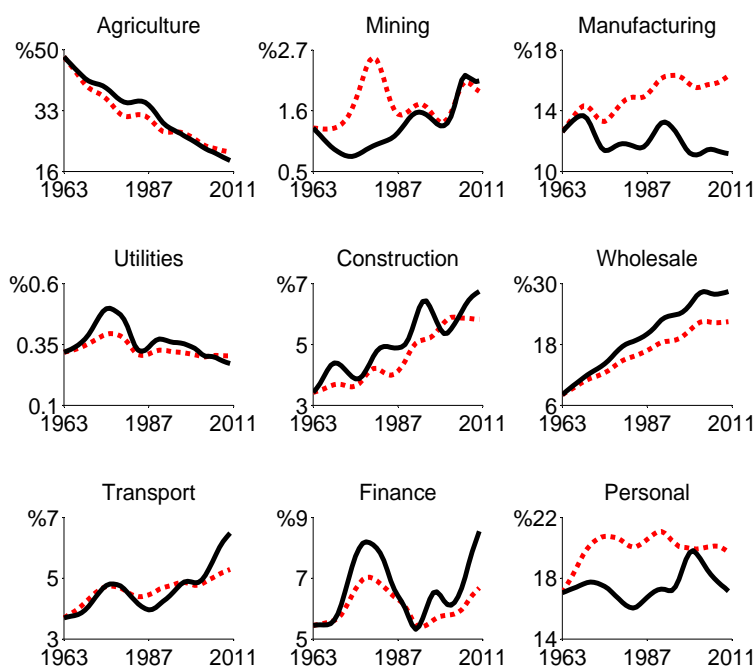 Agriculture
%50
33
16
1963 1987 2011
Mining
%2.7
1.6
0.5
1963 1987 2011
Manufacturing
%18
14
10
1963 1987 2011
Utilities
%0.6
0.35
0.1
1963 1987 2011
Construction
%7
5
3
1963 1987 2011
Wholesale
%30
18
6
1963 1987 2011
Transport
%7
5
3
1963 1987 2011
Finance
%9
7
5
1963 1987 2011
Personal
%22
18
14
1963 1987 2011